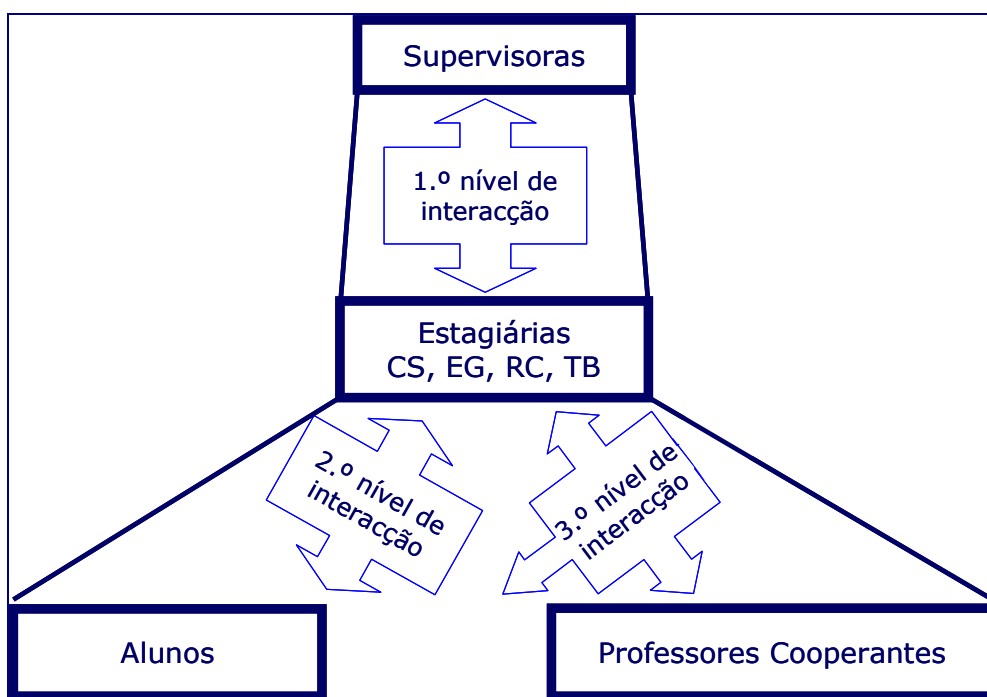 Supervisoras
1.º nível de
interacção
Estagiárias
CS, EG, RC, TB
2.º nível de
interacção
3.º nível de
interacção
Alunos
Professores Cooperantes